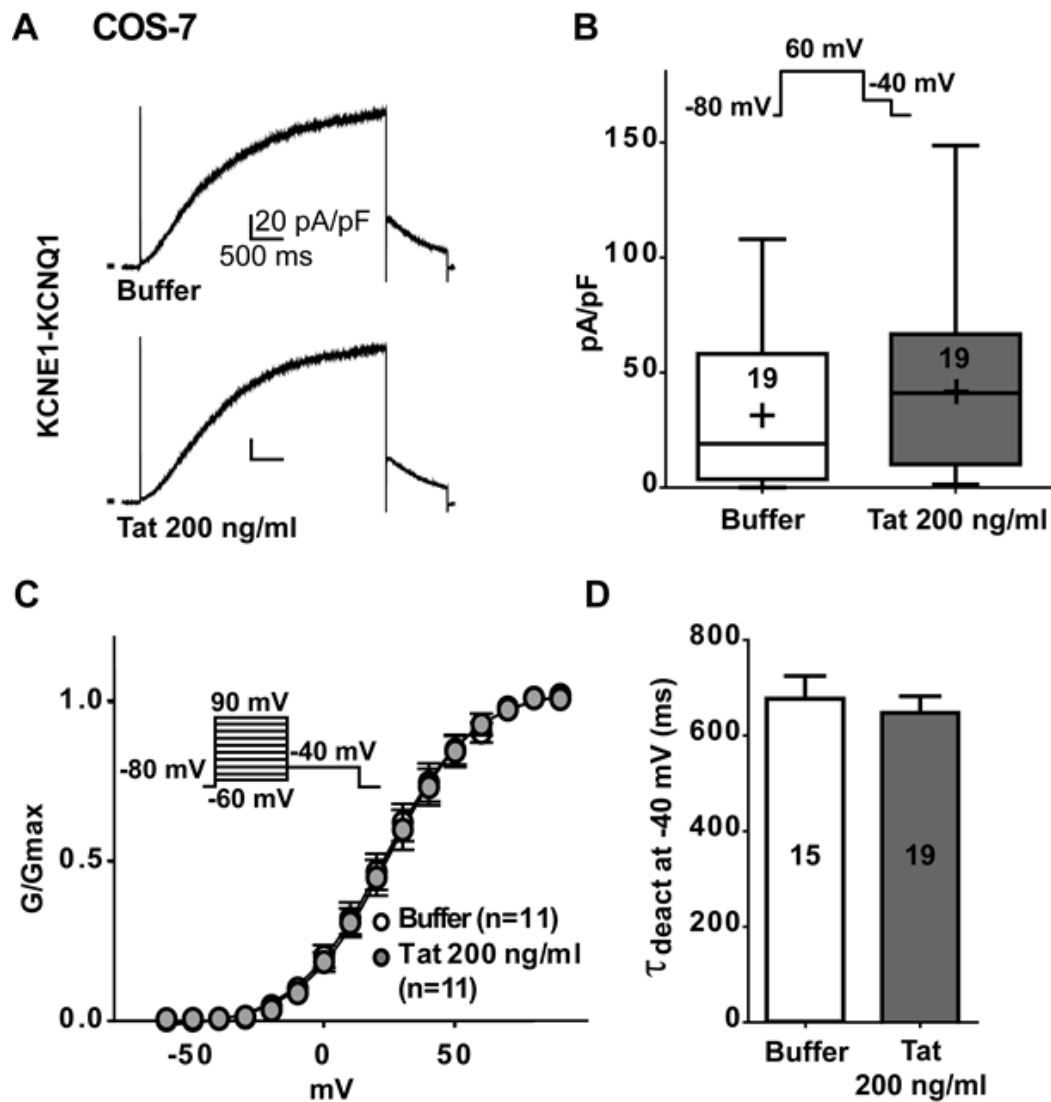 A COS-7
KCNE1-KCNQ1
20 pA/pF
500 ms
Buffer
Tat 200 ng/ml
B
60 mV
-40 mV
-80 mV
pA/pF
150
100
50
0
19
19
Buffer
Tat 200 ng/ml
C
G/Gmax
1.0
0.5
0.0
90 mV
-40 mV
-80 mV
-60 mV
Buffer (n=11)
Tat 200 ng/ml
(n=11)
-50
0
50
mV
D
τ deact at -40 mV (ms)
800
600
400
200
0
15
19
Buffer
Tat
200 ng/ml